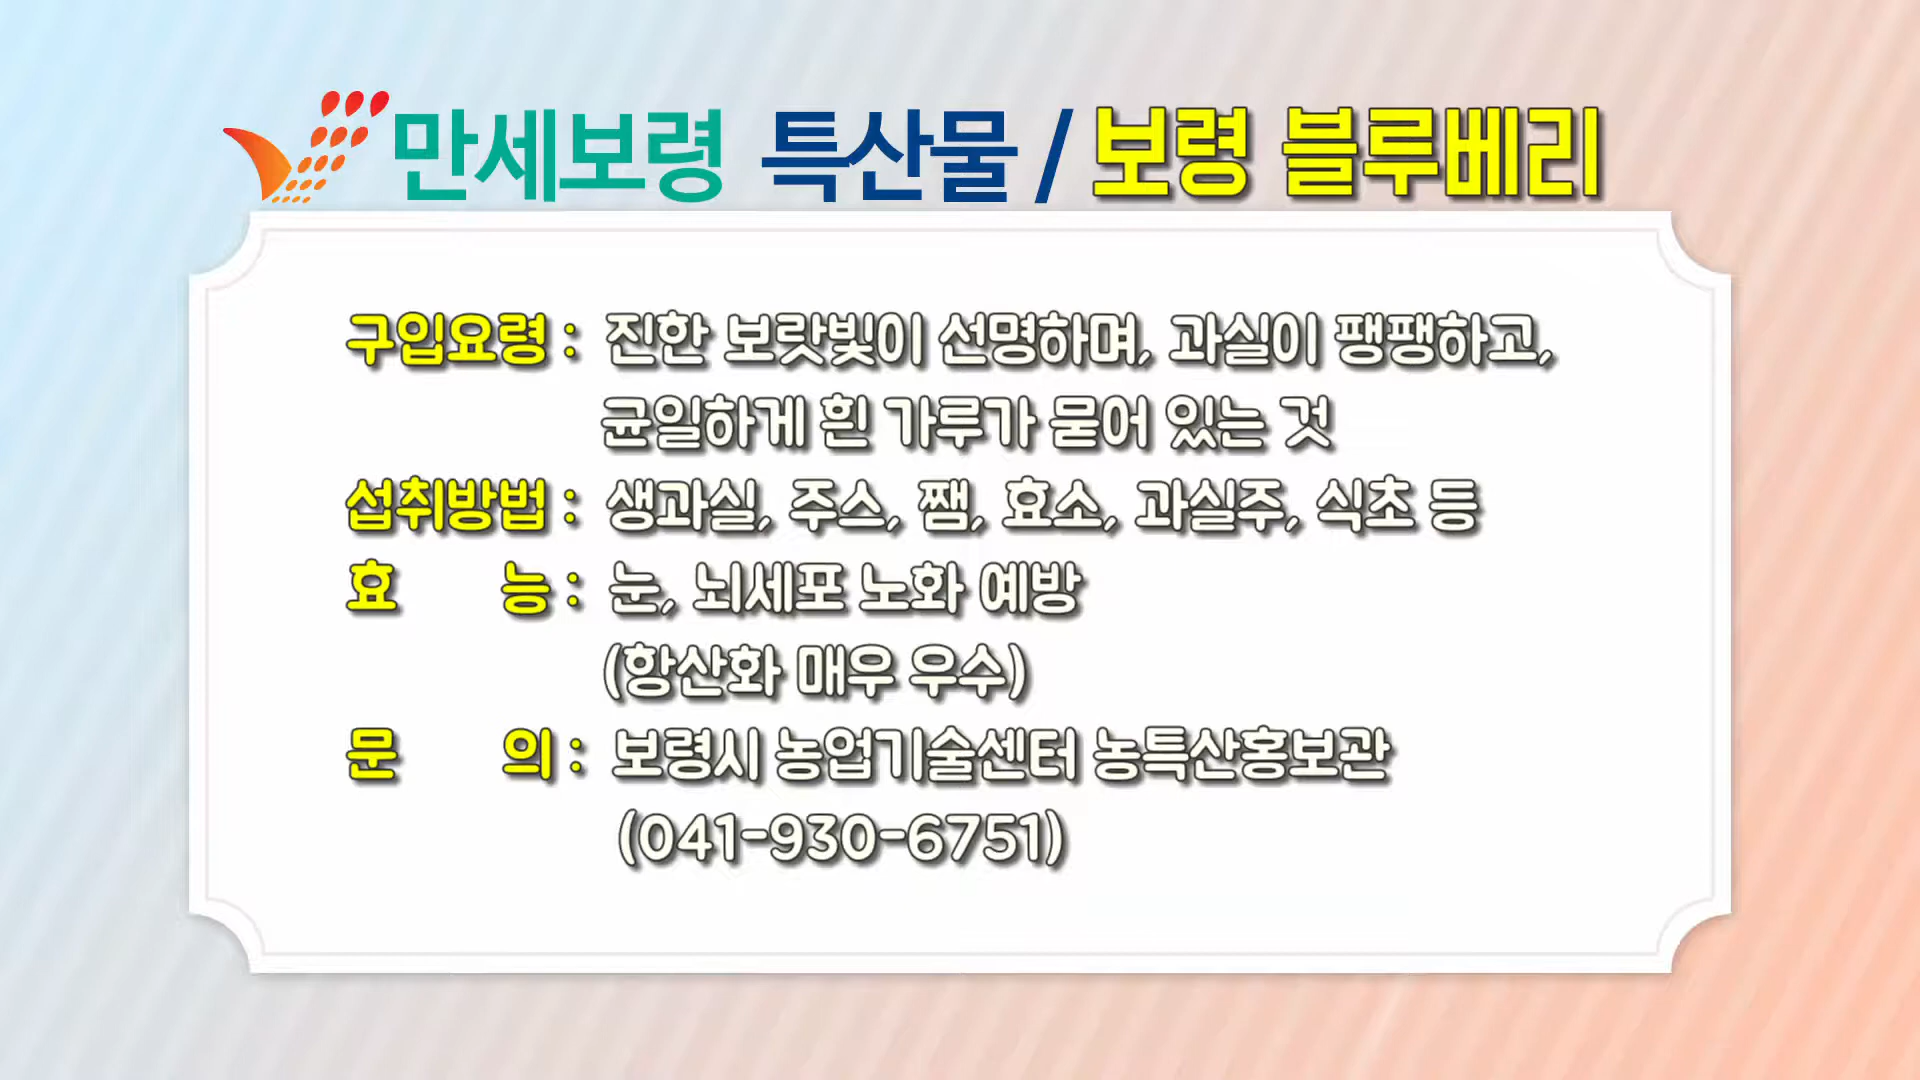 만세보령 특산물 / 보령 블루베리
구입요령 : 진한 보랏빛이 선명하며, 과실이 팽팽하고,
균일하게 흰 가루가 묻어 있는 것
섭취방법 : 생과실, 주스, 쨈, 효소, 과실주, 식초 등
효 능 : 눈, 뇌세포 노화 예방
(항산화 매우 우수)
문 의 : 보령시 농업기술센터 농특산홍보관
(041-930-6751)